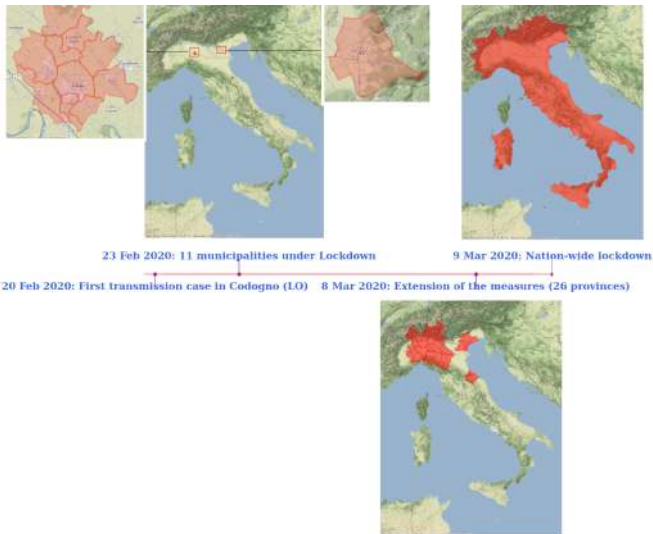 23 Feb 2020: 11 municipalities under Lockdown
9 Mar 2020: Nation-wide lockdown
20 Feb 2020: First transmission case in Codogno (LO)
8 Mar 2020: Extension of the measures (26 provinces)